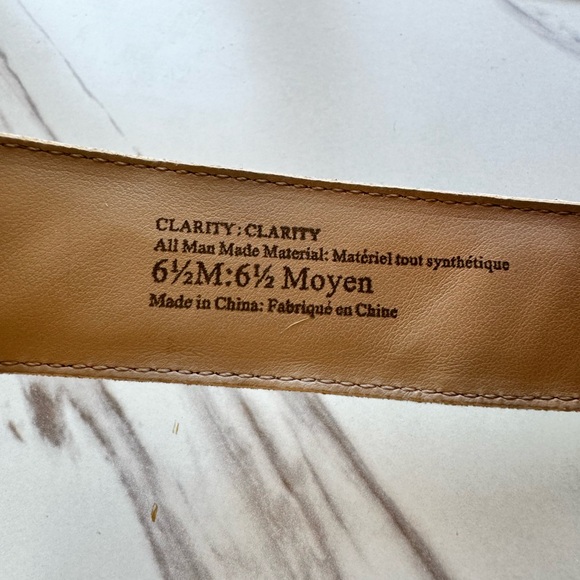 CLARITY: CLARITY
All Man Made Material: Matériel tout synthétique
6½M:6½ Moyen
Made in China: Fabriqué en Chine